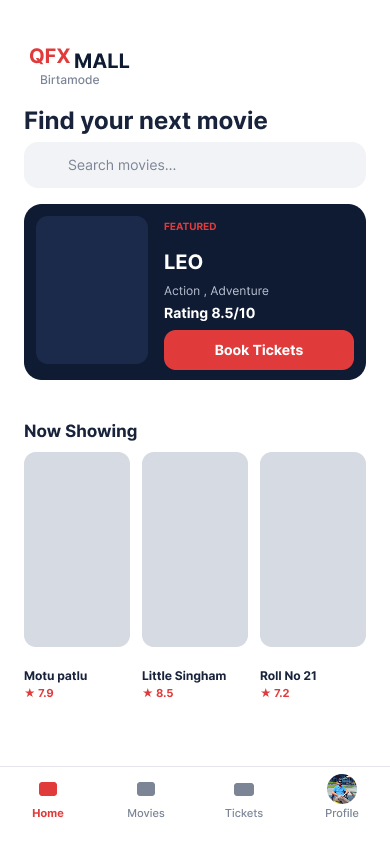 QFX MALL
Birtamode
Find your next movie
Search movies...
FEATURED
LEO
Action , Adventure
Rating 8.5/10
Book Tickets
Now Showing
Motu patlu
★ 7.9
Little Singham
★ 8.5
Roll No 21
★ 7.2
Home
Movies
Tickets
Profile